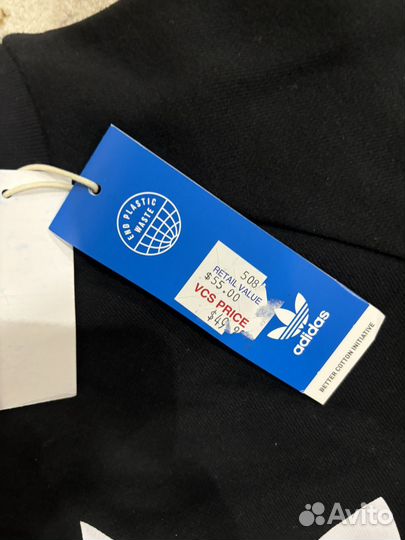 END PLASTIC WASTE
508
RETAIL VALUE
$55.00
VCS PRICE
adidas
BETTER COTTON INITIATIVE
Avito